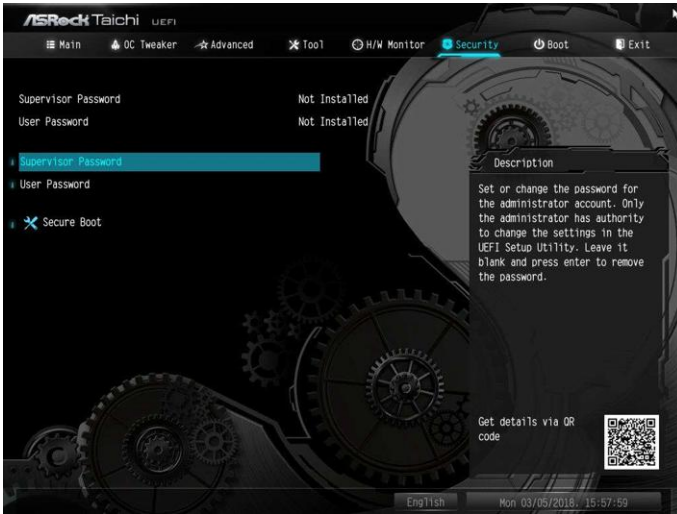 ASRock Taichi UEFI
Main OC Tweaker Advanced Tool H/W Monitor Security Boot Exit
Supervisor Password Not Installed
User Password Not Installed
Supervisor Password
User Password
Secure Boot
Description
Set or change the password for
the administrator account. Only
the administrator has authority
to change the settings in the
UEFI Setup Utility. Leave it
blank and press enter to remove
the password.
Get details via QR
code
English Mon 03/05/2018. 15:57:59